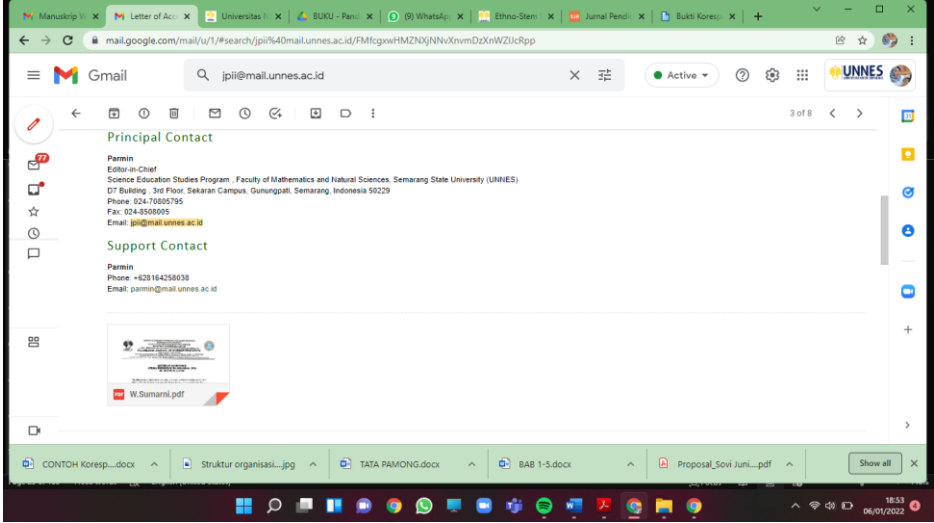 Manuskrip W
Letter of Acc
Universitas N
BUKU - Pand
(9) WhatsAp
Ethno-Stem
Jurnal Pendi
Bukti Koresp
mail.google.com/mail/u/1/#search/jpii%40mail.unnes.ac.id/FMfcgxwHMZNXjNNvXnvmDzXnWZlJcRpp
Gmail
jpii@mail.unnes.ac.id
Active
UNNES
3 of 8
77
Principal Contact
Parmin
Editor-in-Chief
Science Education Studies Program , Faculty of Mathematics and Natural Sciences, Semarang State University (UNNES)
D7 Building , 3rd Floor, Sekaran Campus, Gunungpati, Semarang, Indonesia 50229
Phone: 024-70805795
Fax: 024-8508005
Email: jpii@mail.unnes.ac.id
Support Contact
Parmin
Phone: +628164258038
Email: parmin@mail.unnes.ac.id
PDF W.Sumarni.pdf
CONTOH Koresp....docx
Struktur organisasi....jpg
TATA PAMONG.docx
BAB 1-5.docx
Proposal_Sovi Juni....pdf
Show all
18:53
06/01/2022